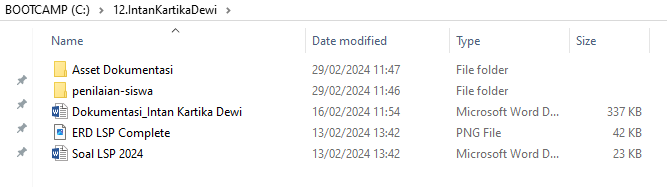 BOOTCAMP (C:) > 12.IntanKartikaDewi >
Name Date modified Type Size
Asset Dokumentasi 29/02/2024 11:47 File folder
penilaian-siswa 29/02/2024 11:46 File folder
Dokumentasi_Intan Kartika Dewi 16/02/2024 11:54 Microsoft Word D... 337 KB
ERD LSP Complete 13/02/2024 13:42 PNG File 42 KB
Soal LSP 2024 13/02/2024 13:42 Microsoft Word D... 23 KB